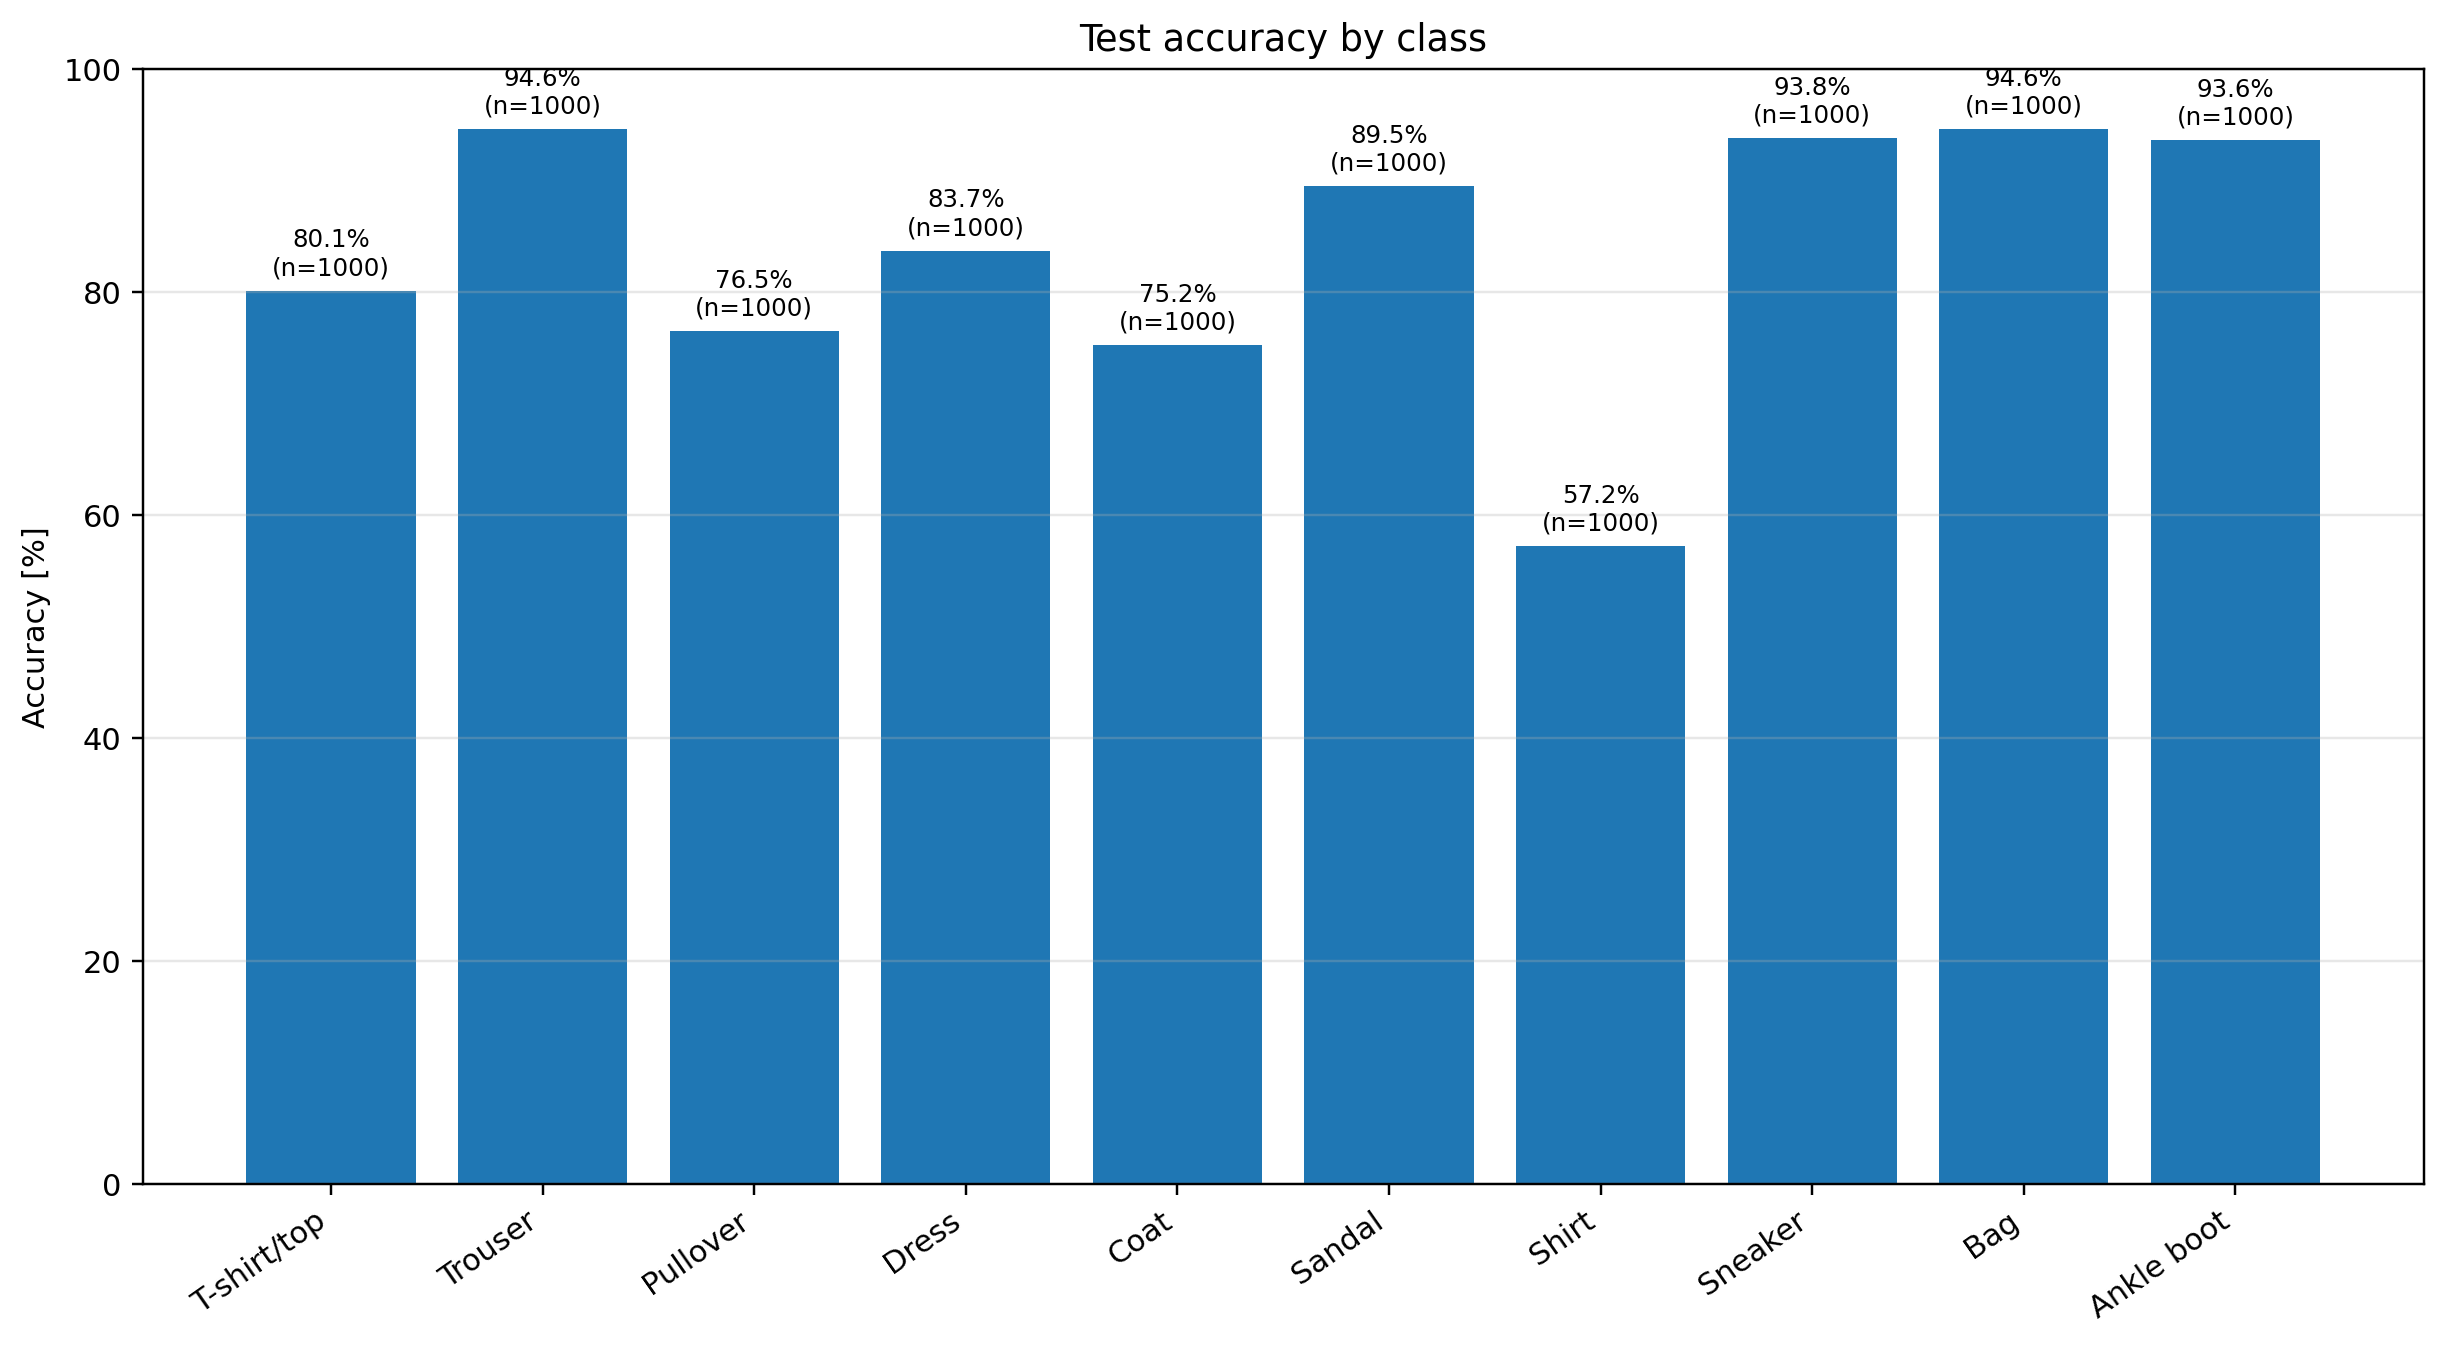 Test accuracy by class
Accuracy [%]
100
80
60
40
20
0
80.1%
(n=1000)
94.6%
(n=1000)
76.5%
(n=1000)
83.7%
(n=1000)
75.2%
(n=1000)
89.5%
(n=1000)
57.2%
(n=1000)
93.8%
(n=1000)
94.6%
(n=1000)
93.6%
(n=1000)
T-shirt/top
Trouser
Pullover
Dress
Coat
Sandal
Shirt
Sneaker
Bag
Ankle boot